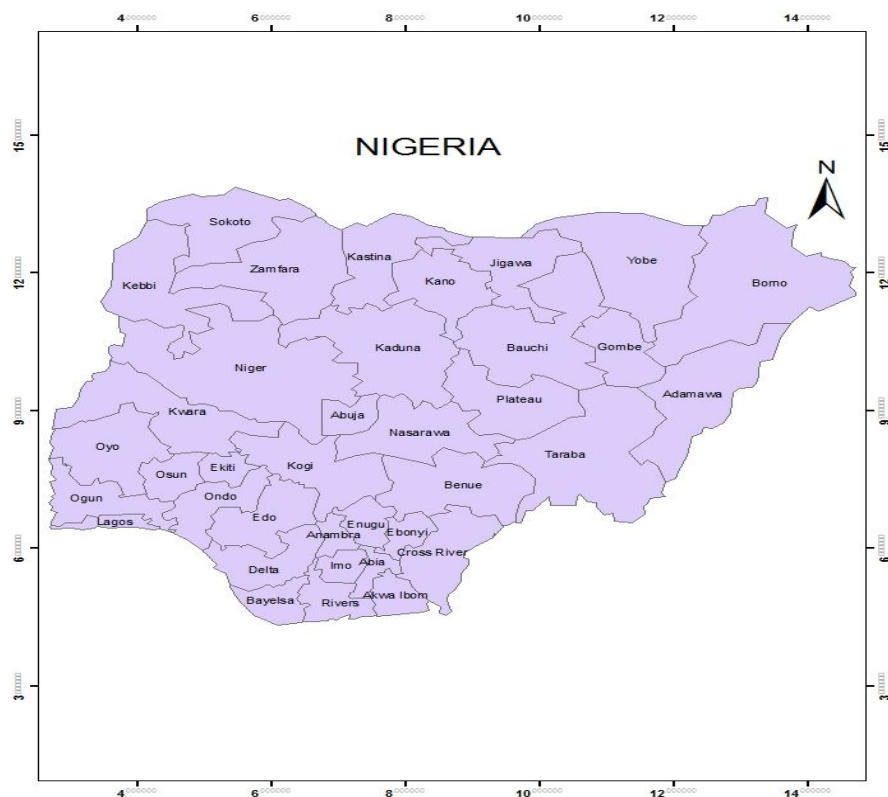 4 6 8 10 12 14
NIGERIA
N
15 15
Sokoto
Kastina
Zamfara
Jigawa
Yobe
Kano
Borno
Kebbi
12 12
Kaduna
Bauchi
Gombe
Niger
Adamawa
Plateau
Kwara
Abuja
9 9
Nasarawa
Oyo
Taraba
Kogi
Ekiti
Osun
Benue
Ogun
Ondo
Lagos
Edo
Enugu
Anambra
Ebonyi
6 6
Cross River
Delta
Imo
Abia
Bayelsa
Rivers
Akwa Ibom
3 3
4 6 8 10 12 14